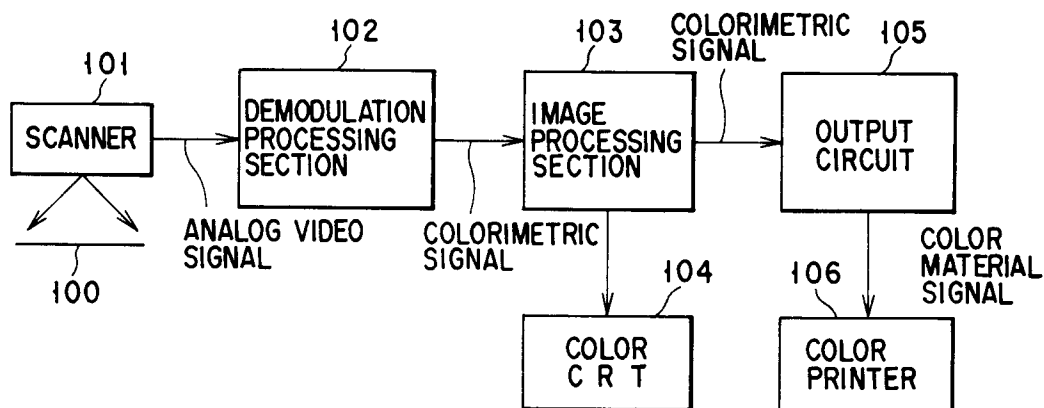 101
SCANNER
100
ANALOG VIDEO
SIGNAL
102
DEMODULATION
PROCESSING
SECTION
COLORIMETRIC
SIGNAL
103
IMAGE
PROCESSING
SECTION
COLORIMETRIC
SIGNAL
104
COLOR
C R T
105
OUTPUT
CIRCUIT
COLOR
MATERIAL
SIGNAL
106
COLOR
PRINTER